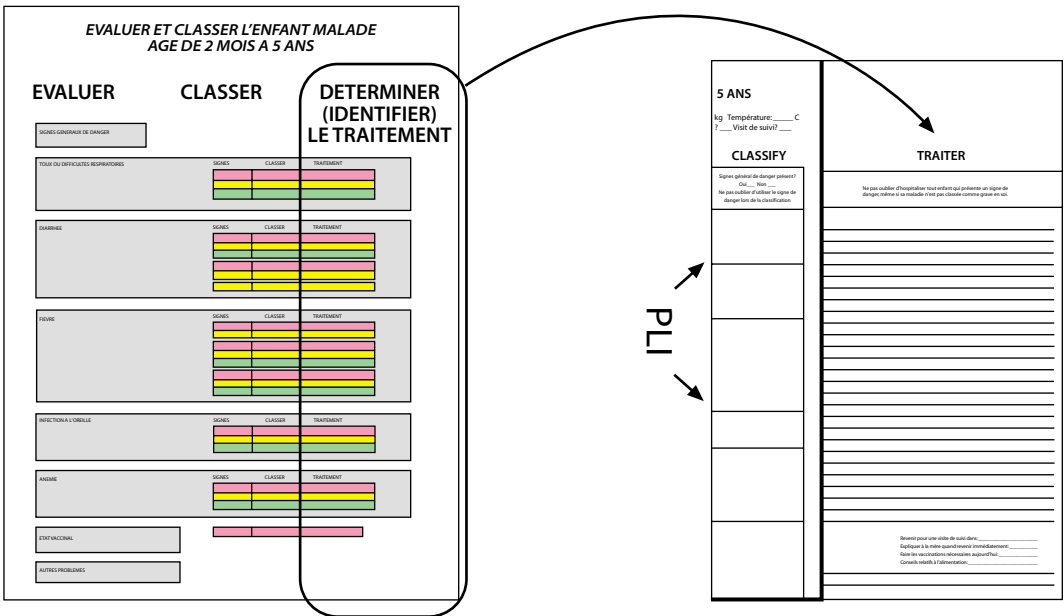 EVALUER ET CLASSER L'ENFANT MALADE
AGE DE 2 MOIS A 5 ANS
EVALUER
CLASSER
DETERMINER
(IDENTIFIER)
LE TRAITEMENT
SIGNES GENERAUX DE DANGER
TOUX OU DIFFICULTES RESPIRATOIRES
SIGNES CLASSER TRAITEMENT
DIARRHEE
SIGNES CLASSER TRAITEMENT
FIEVRE
SIGNES CLASSER TRAITEMENT
INFECTION A L'OREILLE
SIGNES CLASSER TRAITEMENT
ANEMIE
SIGNES CLASSER TRAITEMENT
ETAT VACCINAL
AUTRES PROBLEMES
PLI
5 ANS
kg Température:_____ C
? ___ Visit de suivi? ___
CLASSIFY
Signes général de danger présent?
Oui___ Non ___
Ne pas oublier d'utiliser le signe de
danger lors de la classification
TRAITER
Ne pas oublier d'hospitaliser tout enfant qui présente un signe de
danger, même si sa maladie n'est pas classée comme grave en soi.
Revenir pour une visite de suivi dans:_______________
Expliquer à la mère quand revenir immédiatement:_________
Faire les vaccinations nécessaires aujourd'hui:____________
Conseils relatifs à l'alimentation:_________________